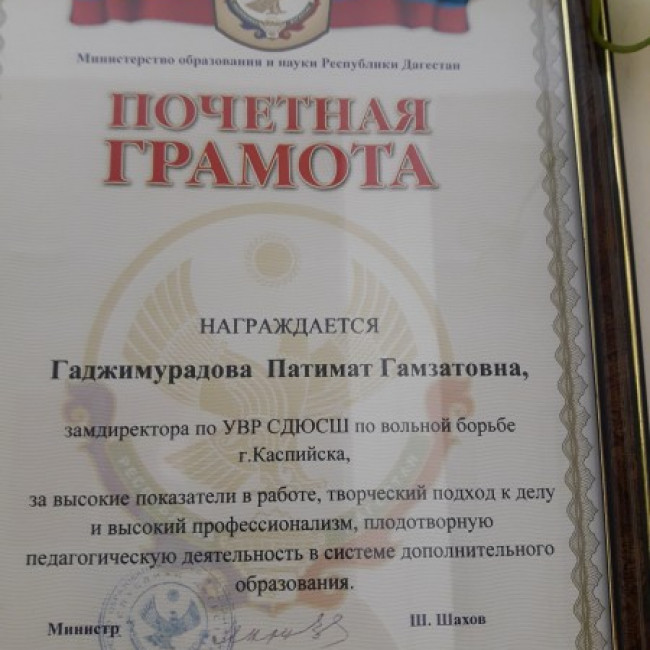 Министерство образования и науки Республики Дагестан
ПОЧЕТНАЯ
ГРАМОТА
НАГРАЖДАЕТСЯ
Гаджимурадова Патимат Гамзатовна,
замдиректора по УВР СДЮСШ по вольной борьбе
г.Каспийска,
за высокие показатели в работе, творческий подход к делу
и высокий профессионализм, плодотворную
педагогическую деятельность в системе дополнительного
образования.
Министр
Ш. Шахов